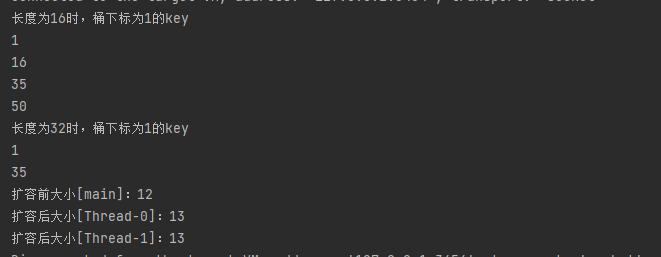 长度为16时，桶下标为1的key
1
16
35
50
长度为32时，桶下标为1的key
1
35
扩容前大小[main]：12
扩容后大小[Thread-0]：13
扩容后大小[Thread-1]：13